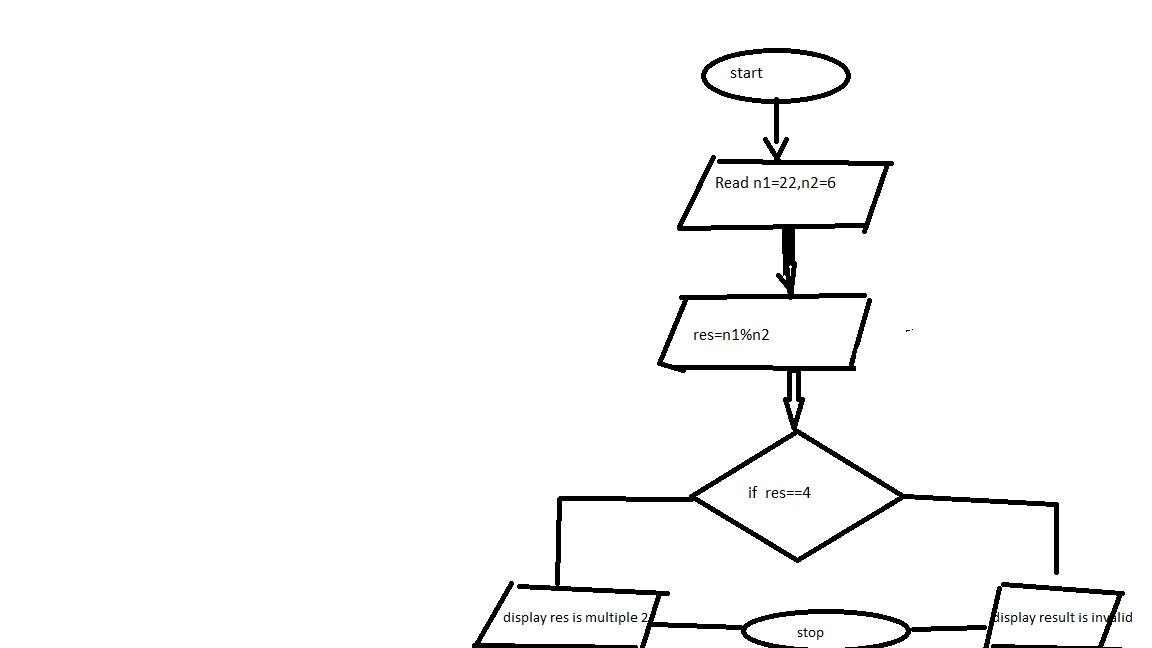 start
Read n1=22,n2=6
res=n1%n2
if res==4
display res is multiple 2
display result is invalid
stop